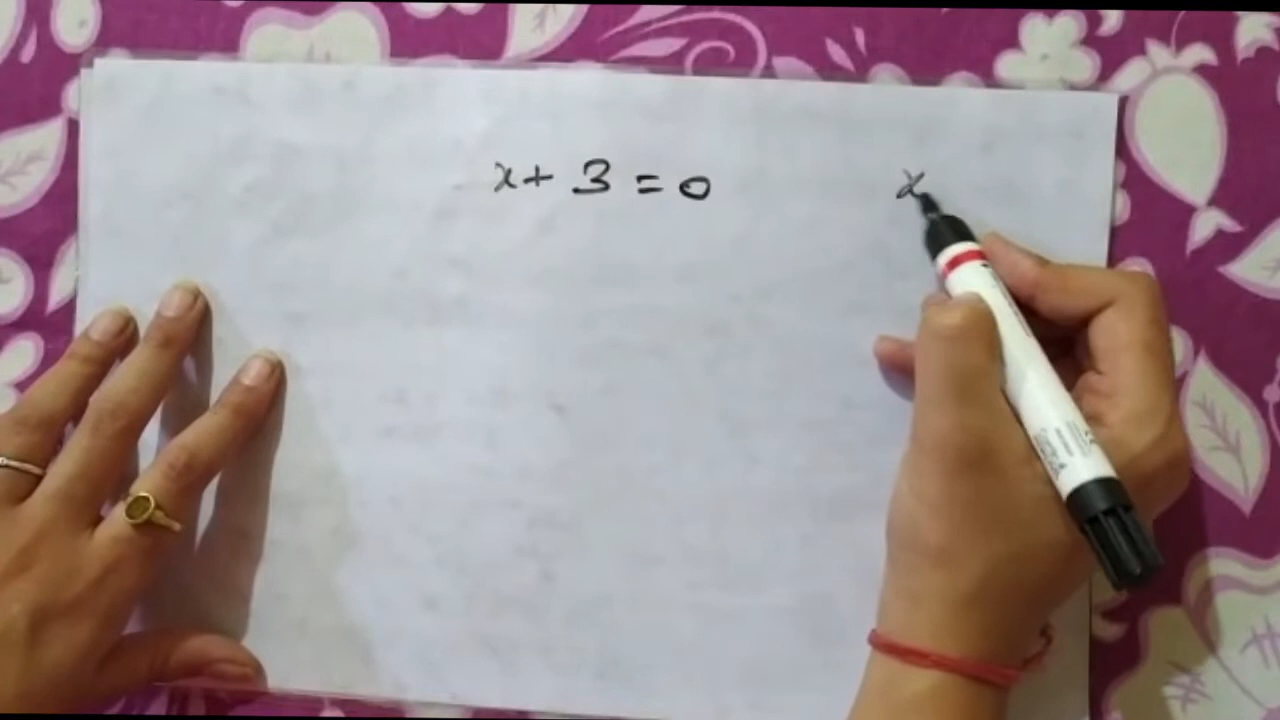 x + 3 = 0 x